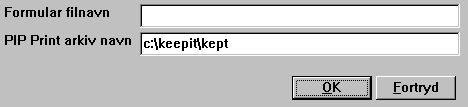 Formular filnavn
PIP Print arkiv navn c:\keepit\kept
OK Fortryd